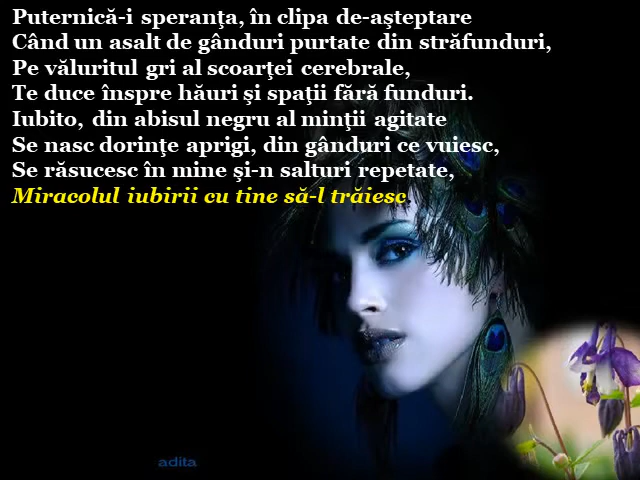 Puternică-i speranţa, în clipa de-aşteptare
Când un asalt de gânduri purtate din străfunduri,
Pe văluritul gri al scoarţei cerebrale,
Te duce înspre hăuri şi spaţii fără funduri.
Iubito, din abisul negru al minţii agitate
Se nasc dorinţe aprigi, din gânduri ce vuiesc,
Se răsucesc în mine şi-n salturi repetate,
Miracolul iubirii cu tine să-l trăiesc.
adita